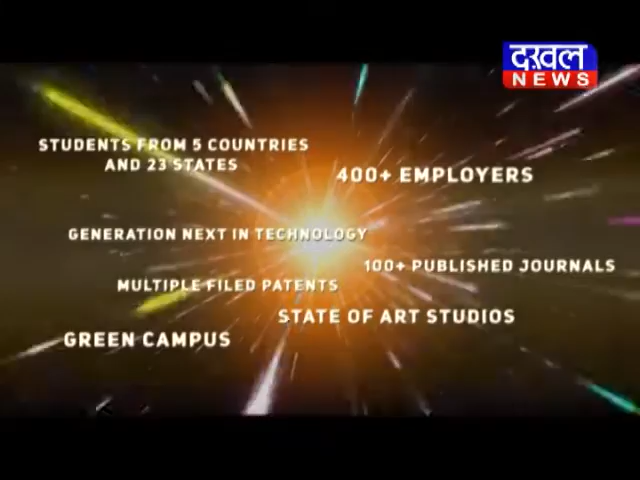 दख़ल
NEWS
STUDENTS FROM 5 COUNTRIES
AND 23 STATES
400+ EMPLOYERS
GENERATION NEXT IN TECHNOLOGY
100+ PUBLISHED JOURNALS
MULTIPLE FILED PATENTS
STATE OF ART STUDIOS
GREEN CAMPUS